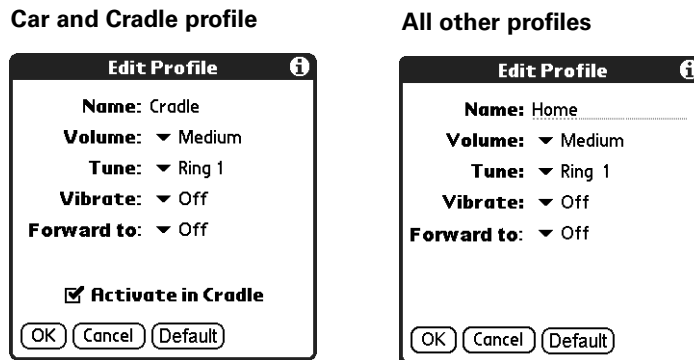 Car and Cradle profile
Edit Profile
Name: Cradle
Volume: Medium
Tune: Ring 1
Vibrate: Off
Forward to: Off
Activate in Cradle
OK Cancel Default
All other profiles
Edit Profile
Name: Home
Volume: Medium
Tune: Ring 1
Vibrate: Off
Forward to: Off
OK Cancel Default